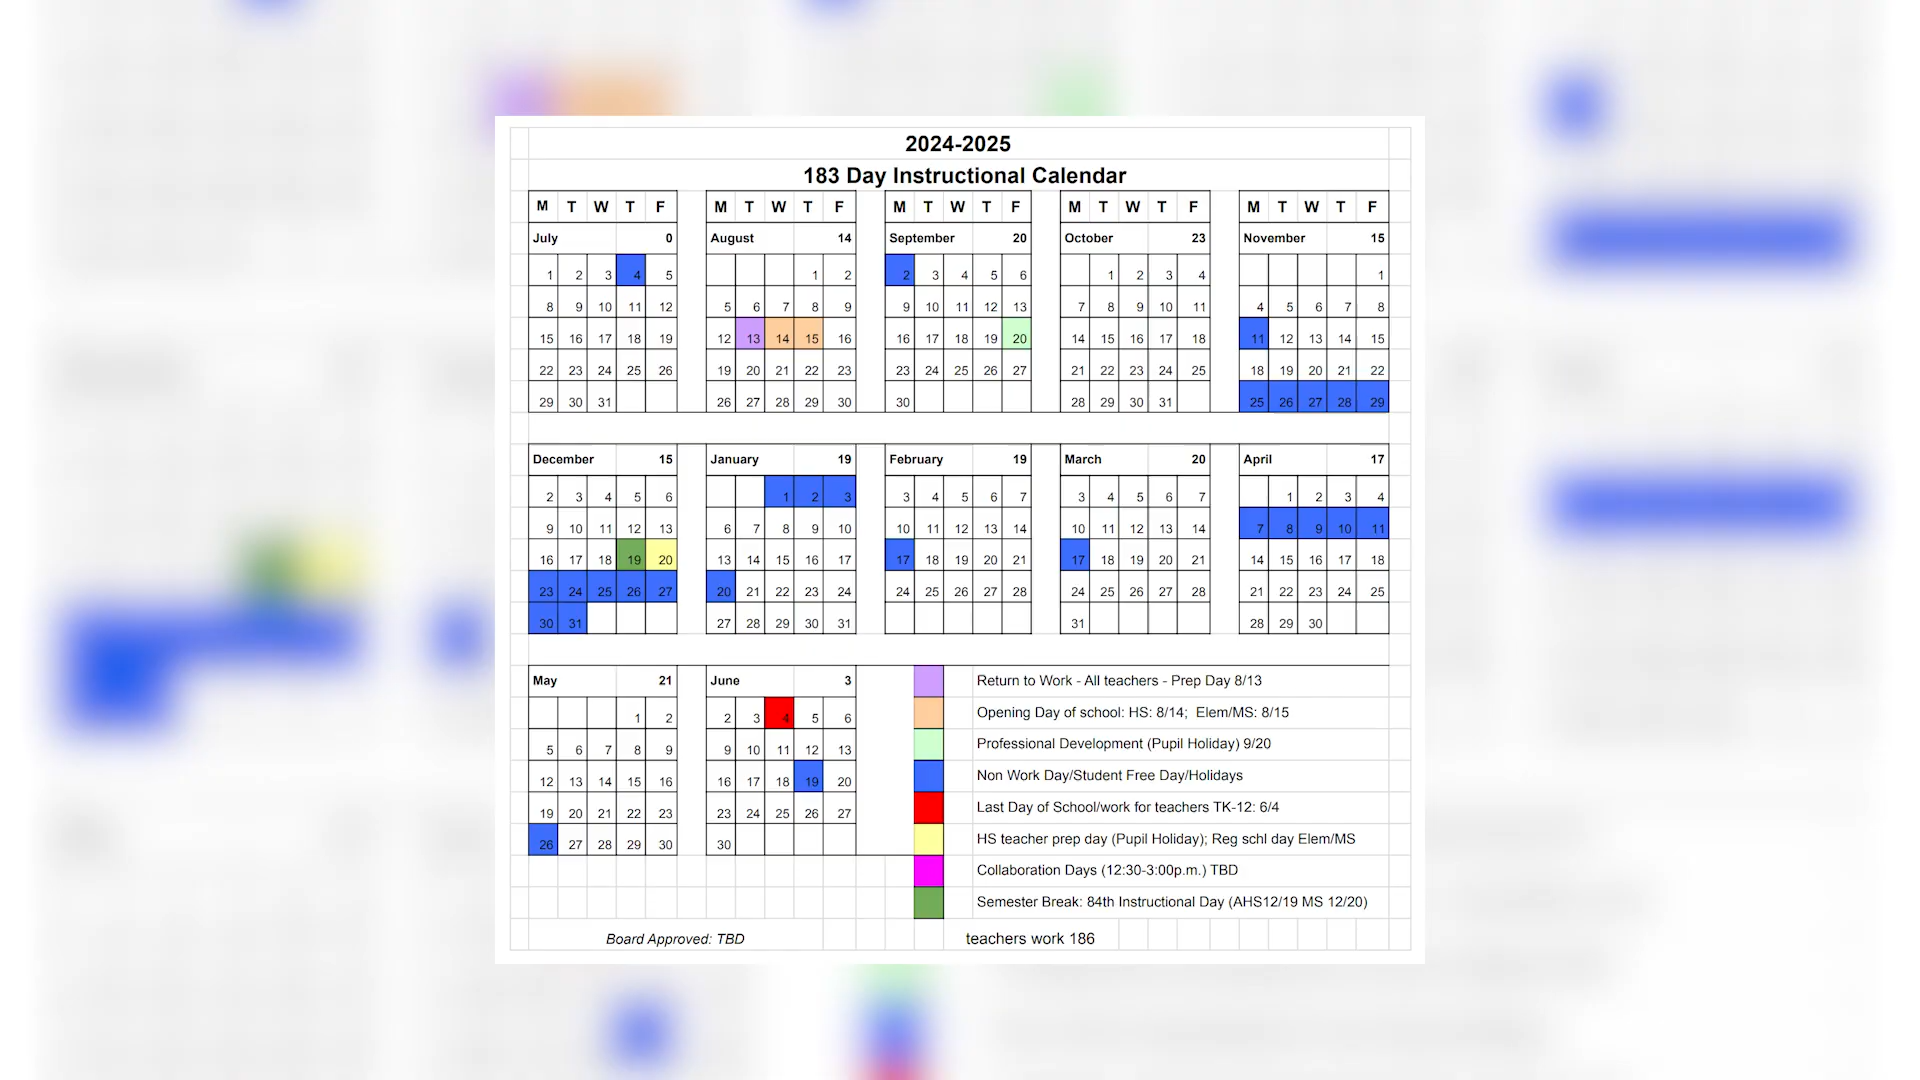 2024-2025
183 Day Instructional Calendar
M T W T F M T W T F M T W T F M T W T F M T W T F
July 0 August 14 September 20 October 23 November 15
1 2 3 4 5 1 2 2 3 4 5 6 1 2 3 4 1
8 9 10 11 12 5 6 7 8 9 9 10 11 12 13 7 8 9 10 11 4 5 6 7 8
15 16 17 18 19 12 13 14 15 16 16 17 18 19 20 14 15 16 17 18 11 12 13 14 15
22 23 24 25 26 19 20 21 22 23 23 24 25 26 27 21 22 23 24 25 18 19 20 21 22
29 30 31 26 27 28 29 30 30 28 29 30 31 25 26 27 28 29
December 15 January 19 February 19 March 20 April 17
2 3 4 5 6 1 2 3 3 4 5 6 7 3 4 5 6 7 1 2 3 4
9 10 11 12 13 6 7 8 9 10 10 11 12 13 14 10 11 12 13 14 7 8 9 10 11
16 17 18 19 20 13 14 15 16 17 17 18 19 20 21 17 18 19 20 21 14 15 16 17 18
23 24 25 26 27 20 21 22 23 24 24 25 26 27 28 24 25 26 27 28 21 22 23 24 25
30 31 27 28 29 30 31 31 28 29 30
May 21 June 3 Return to Work - All teachers - Prep Day 8/13
1 2 2 3 4 5 6 Opening Day of school: HS: 8/14; Elem/MS: 8/15
5 6 7 8 9 9 10 11 12 13 Professional Development (Pupil Holiday) 9/20
12 13 14 15 16 16 17 18 19 20 Non Work Day/Student Free Day/Holidays
19 20 21 22 23 23 24 25 26 27 Last Day of School/work for teachers TK-12: 6/4
26 27 28 29 30 30 HS teacher prep day (Pupil Holiday); Reg schl day Elem/MS
Collaboration Days (12:30-3:00p.m.) TBD
Semester Break: 84th Instructional Day (AHS12/19 MS 12/20)
Board Approved: TBD teachers work 186